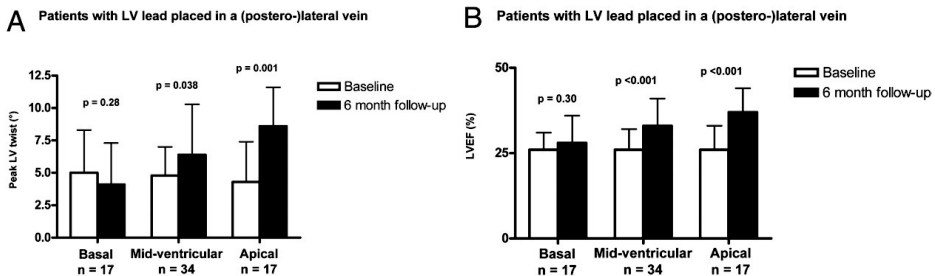 A Patients with LV lead placed in a (postero-)lateral vein
Peak LV twist (°)
12.5
10.0
7.5
5.0
2.5
0.0
p = 0.28
p = 0.038
p = 0.001
Baseline
6 month follow-up
Basal
n = 17
Mid-ventricular
n = 34
Apical
n = 17
B Patients with LV lead placed in a (postero-)lateral vein
LVEF (%)
50
25
0
p = 0.30
p <0.001
p <0.001
Baseline
6 month follow-up
Basal
n = 17
Mid-ventricular
n = 34
Apical
n = 17